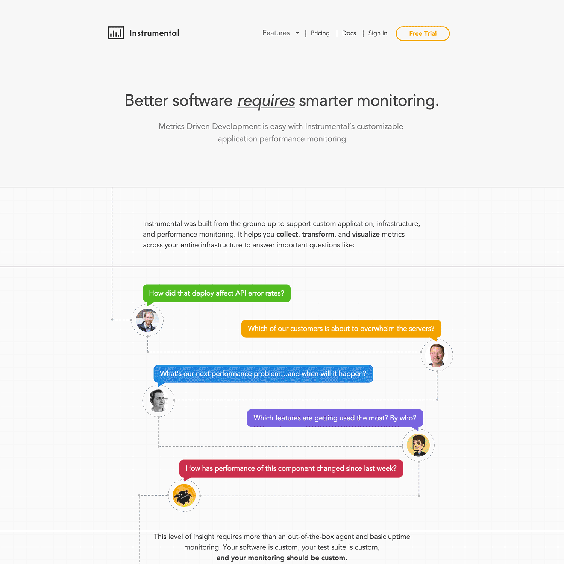 Instrumental
Features | Pricing | Docs | Sign In Free Trial
Better software requires smarter monitoring.
Metrics Driven Development is easy with Instrumental's customizable
application performance monitoring
Instrumental was built from the ground up to support custom application, infrastructure,
and performance monitoring. It helps you collect, transform, and visualize metrics
across your entire infrastructure to answer important questions like:
How did that deploy affect API error rates?
Which of our customers is about to overwhelm the servers?
What's our next performance problem...and when will it happen?
Which features are getting used the most? By who?
How has performance of this component changed since last week?
This level of insight requires more than an out-of-the-box agent and basic uptime
monitoring. Your software is custom, your test suite is custom,
and your monitoring should be custom.